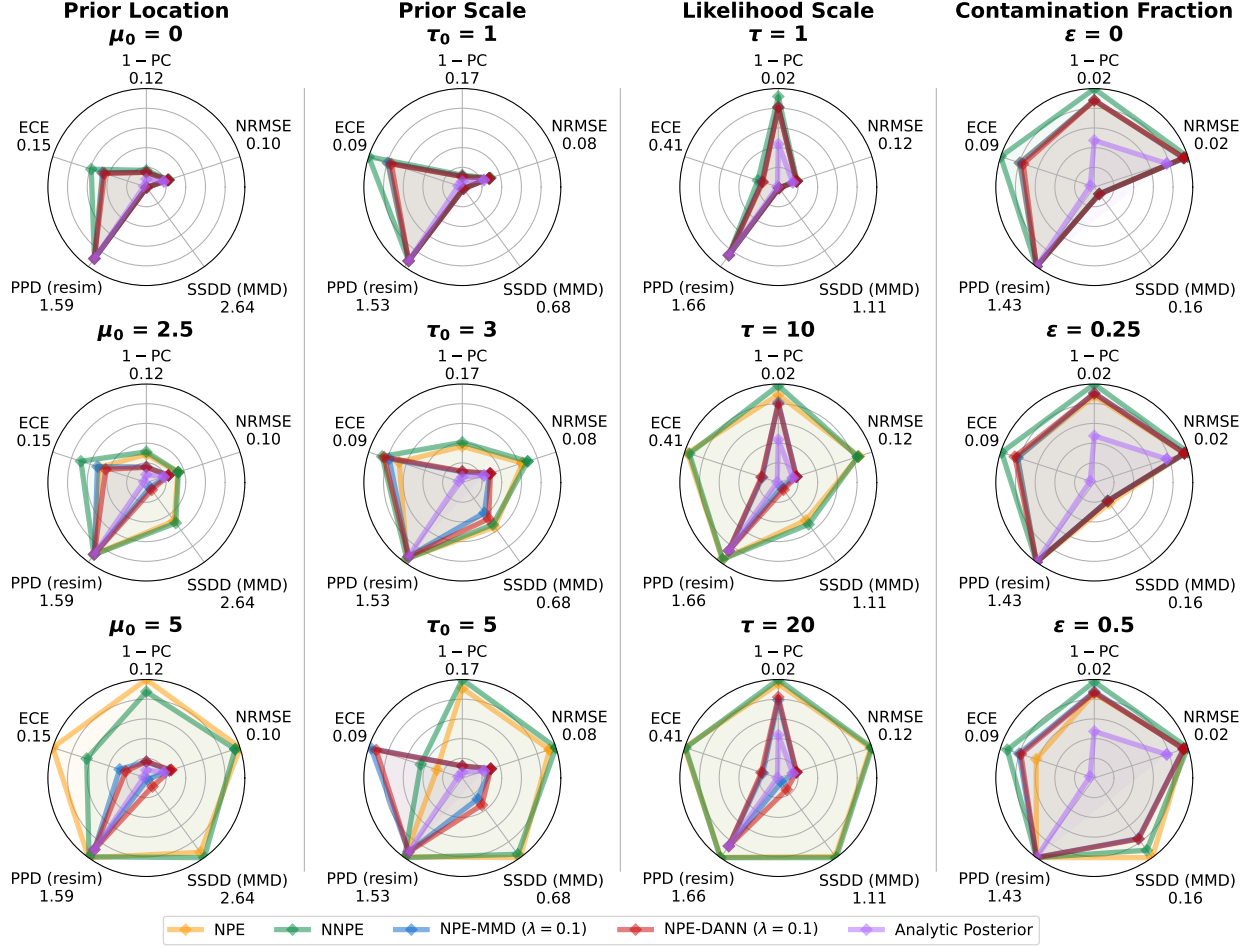 Prior Location
Prior Scale
Likelihood Scale
Contamination Fraction
μ₀ = 0
τ₀ = 1
τ = 1
ε = 0
1 − PC
0.12
ECE
0.15
NRMSE
0.10
PPD (resim)
1.59
SSDD (MMD)
2.64
1 − PC
0.17
ECE
0.09
NRMSE
0.08
PPD (resim)
1.53
SSDD (MMD)
0.68
1 − PC
0.02
ECE
0.41
NRMSE
0.12
PPD (resim)
1.66
SSDD (MMD)
1.11
1 − PC
0.02
ECE
0.09
NRMSE
0.02
PPD (resim)
1.43
SSDD (MMD)
0.16
μ₀ = 2.5
τ₀ = 3
τ = 10
ε = 0.25
1 − PC
0.12
ECE
0.15
NRMSE
0.10
PPD (resim)
1.59
SSDD (MMD)
2.64
1 − PC
0.17
ECE
0.09
NRMSE
0.08
PPD (resim)
1.53
SSDD (MMD)
0.68
1 − PC
0.02
ECE
0.41
NRMSE
0.12
PPD (resim)
1.66
SSDD (MMD)
1.11
1 − PC
0.02
ECE
0.09
NRMSE
0.02
PPD (resim)
1.43
SSDD (MMD)
0.16
μ₀ = 5
τ₀ = 5
τ = 20
ε = 0.5
1 − PC
0.12
ECE
0.15
NRMSE
0.10
PPD (resim)
1.59
SSDD (MMD)
2.64
1 − PC
0.17
ECE
0.09
NRMSE
0.08
PPD (resim)
1.53
SSDD (MMD)
0.68
1 − PC
0.02
ECE
0.41
NRMSE
0.12
PPD (resim)
1.66
SSDD (MMD)
1.11
1 − PC
0.02
ECE
0.09
NRMSE
0.02
PPD (resim)
1.43
SSDD (MMD)
0.16
NPE
NNPE
NPE-MMD (λ = 0.1)
NPE-DANN (λ = 0.1)
Analytic Posterior